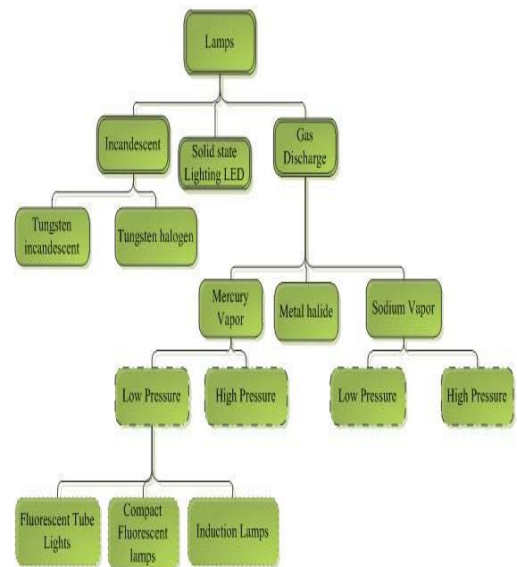 Lamps
Incandescent
Solid state
Lighting LED
Gas
Discharge
Tungsten
incandescent
Tungsten halogen
Mercury
Vapor
Metal halide
Sodium Vapor
Low Pressure
High Pressure
Low Pressure
High Pressure
Fluorescent Tube
Lights
Compact
Fluorescent
lamps
Induction Lamps